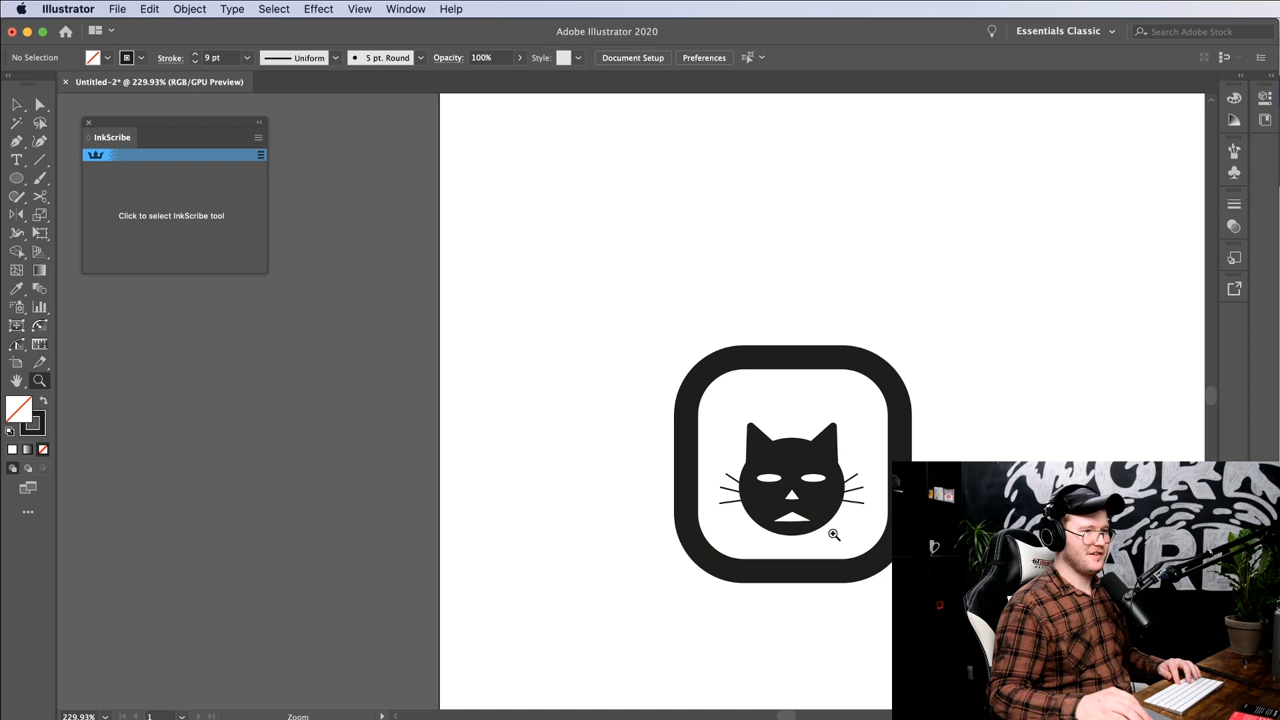 Illustrator File Edit Object Type Select Effect View Window Help
Adobe Illustrator 2020
Essentials Classic
Search Adobe Stock
No Selection
Stroke: 9 pt
Uniform
5 pt. Round
Opacity: 100%
Style:
Document Setup
Preferences
Untitled-2* @ 229.93% (RGB/GPU Preview)
InkScribe
Click to select InkScribe tool
T
WORK
HARD
229.93%
1
Zoom